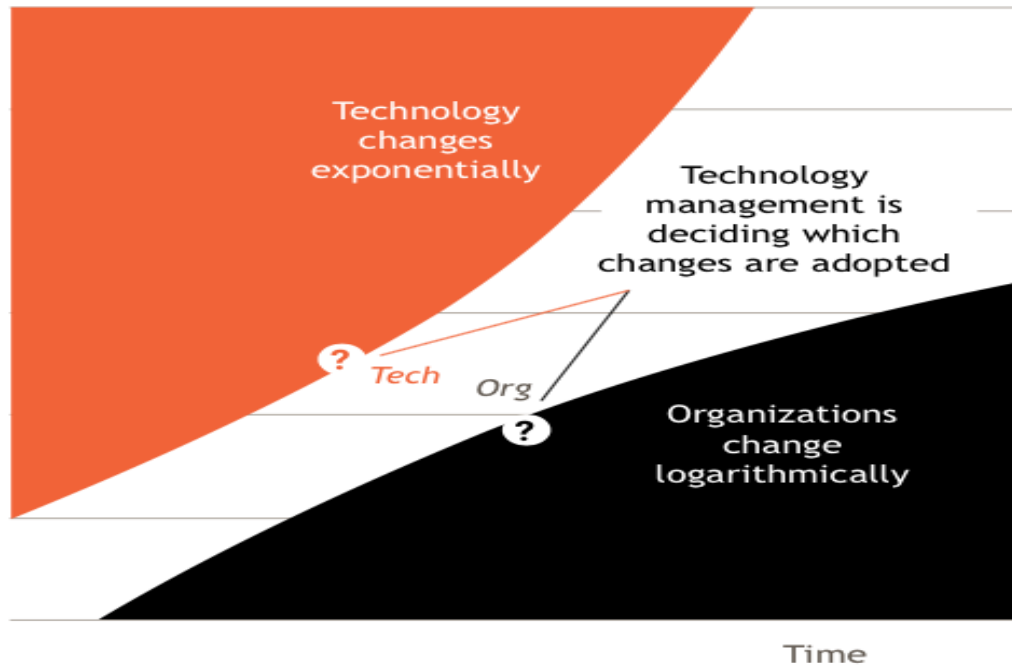 Technology
changes
exponentially
Technology
management is
deciding which
changes are adopted
?
Tech
Org
?
Organizations
change
logarithmically
Time